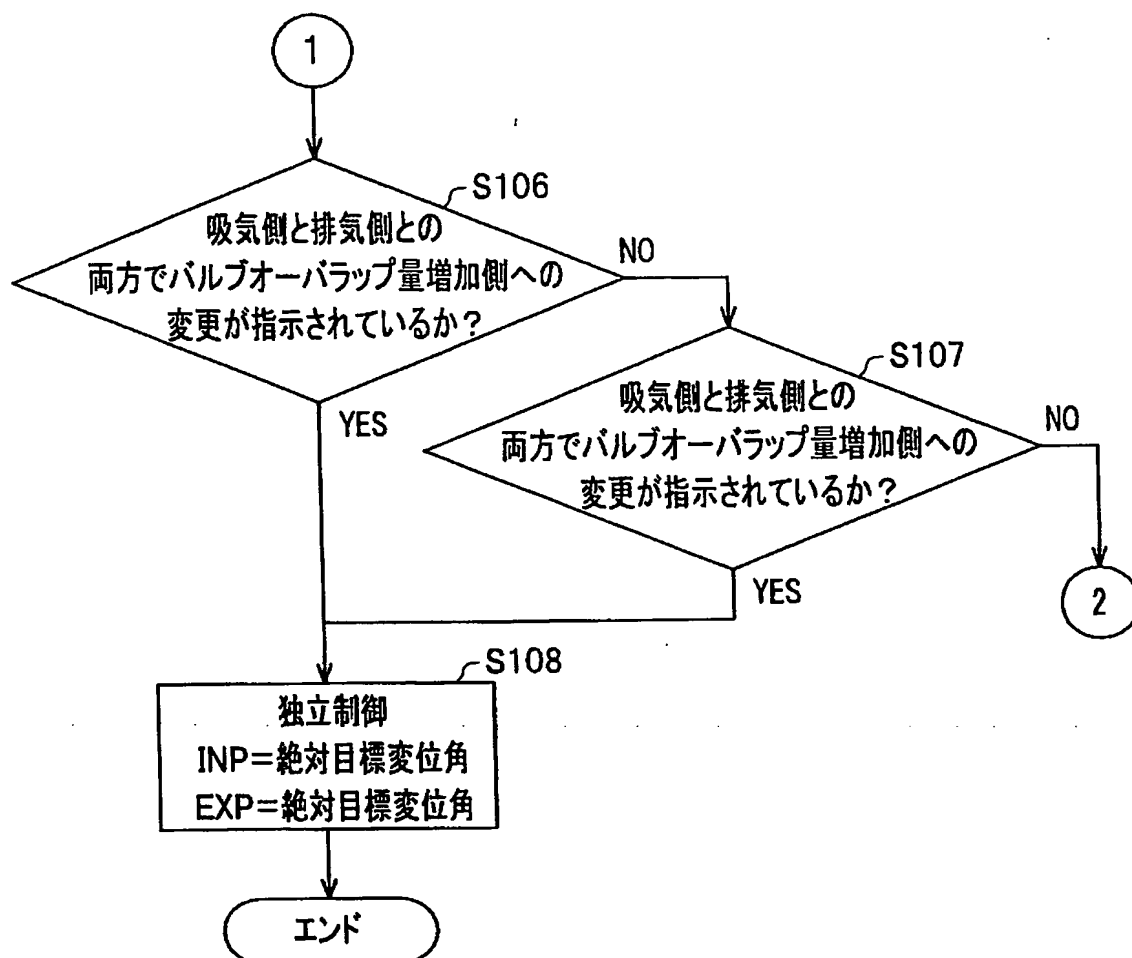 1
S106
吸気側と排気側との
両方でバルブオーバラップ量増加側への
変更が指示されているか？
NO
YES
S107
吸気側と排気側との
両方でバルブオーバラップ量増加側への
変更が指示されているか？
NO
YES
2
S108
独立制御
INP＝絶対目標変位角
EXP＝絶対目標変位角
エンド